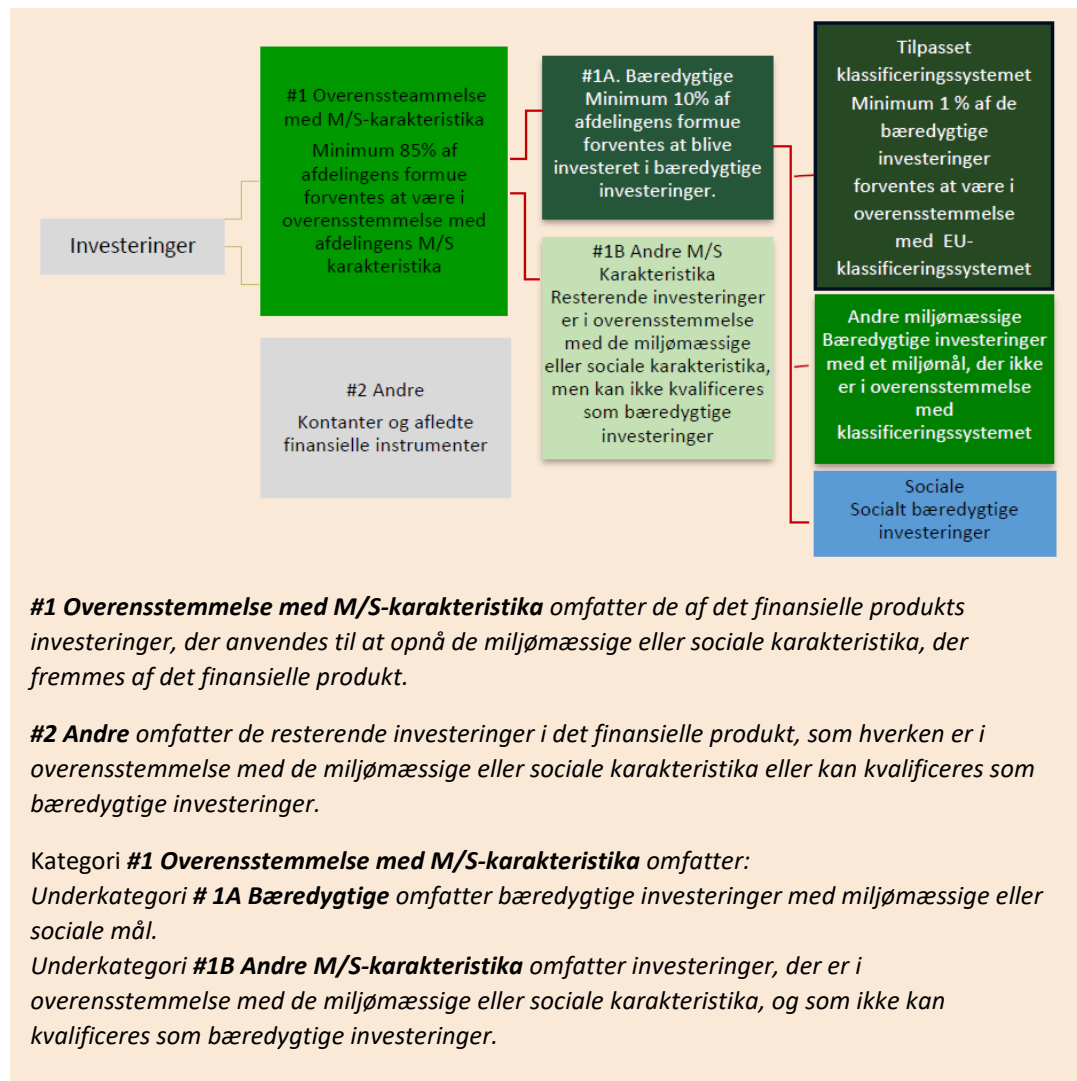 Investeringer
#1 Overenssteammelse
med M/S-karakteristika
Minimum 85% af
afdelingens formue
forventes at være i
overensstemmelse med
afdelingens M/S
karakteristika
#2 Andre
Kontanter og afledte
finansielle instrumenter
#1A. Bæredygtige
Minimum 10% af
afdelingens formue
forventes at blive
investeret i bæredygtige
investeringer.
#1B Andre M/S
Karakteristika
Resterende investeringer
er i overensstemmelse
med de miljømæssige
eller sociale karakteristika,
men kan ikke kvalificeres
som bæredygtige
investeringer
Tilpasset
klassificeringssystemet
Minimum 1 % af de
bæredygtige
investeringer
forventes at være i
overensstemmelse
med EU-
klassificeringssystemet
Andre miljømæssige
Bæredygtige investeringer
med et miljømål, der ikke
er i overensstemmelse
med
klassificeringssystemet
Sociale
Socialt bæredygtige
investeringer
#1 Overensstemmelse med M/S-karakteristika omfatter de af det finansielle produkts
investeringer, der anvendes til at opnå de miljømæssige eller sociale karakteristika, der
fremmes af det finansielle produkt.
#2 Andre omfatter de resterende investeringer i det finansielle produkt, som hverken er i
overensstemmelse med de miljømæssige eller sociale karakteristika eller kan kvalificeres som
bæredygtige investeringer.
Kategori #1 Overensstemmelse med M/S-karakteristika omfatter:
Underkategori # 1A Bæredygtige omfatter bæredygtige investeringer med miljømæssige eller
sociale mål.
Underkategori #1B Andre M/S-karakteristika omfatter investeringer, der er i
overensstemmelse med de miljømæssige eller sociale karakteristika, og som ikke kan
kvalificeres som bæredygtige investeringer.